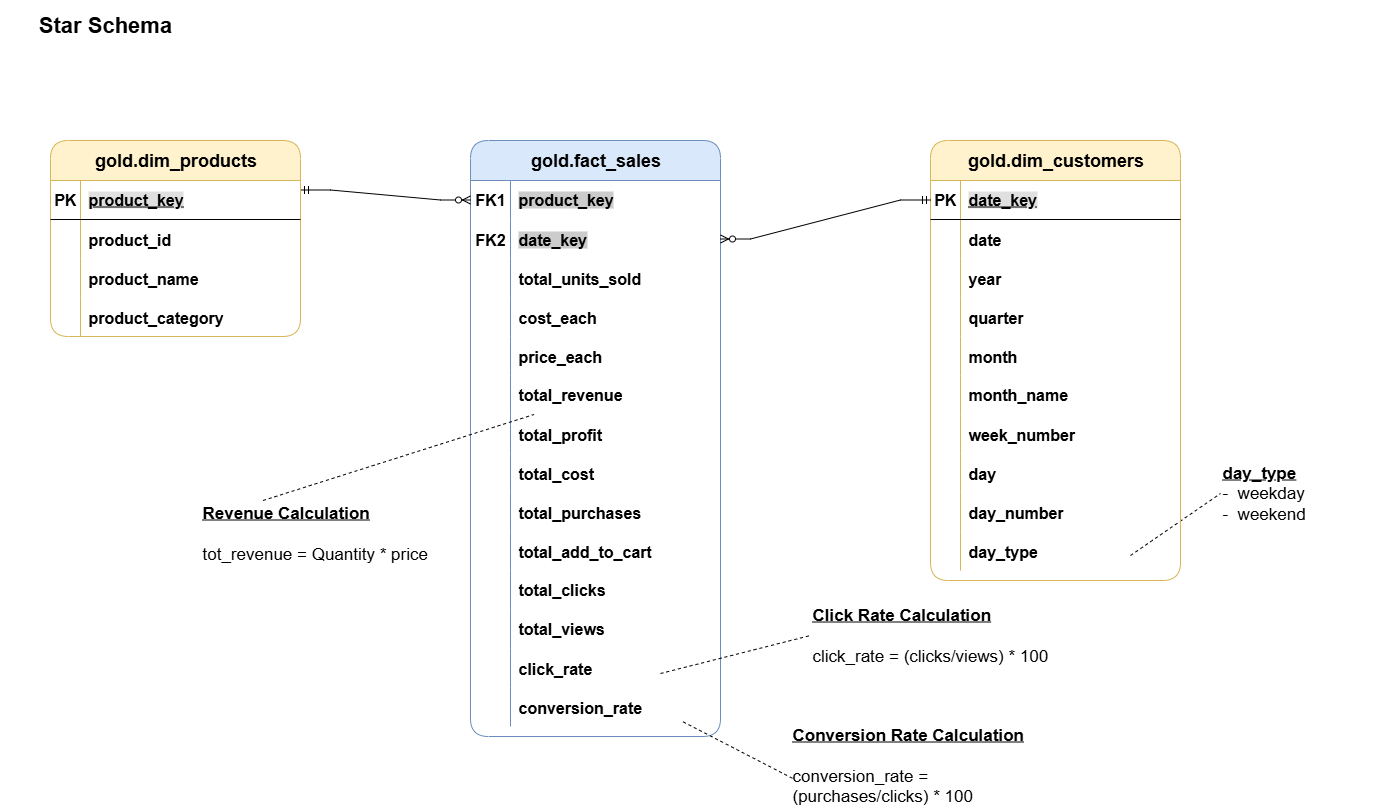 Star Schema
gold.dim_products
PK product_key
product_id
product_name
product_category
gold.fact_sales
FK1 product_key
FK2 date_key
total_units_sold
cost_each
price_each
total_revenue
total_profit
total_cost
total_purchases
total_add_to_cart
total_clicks
total_views
click_rate
conversion_rate
gold.dim_customers
PK date_key
date
year
quarter
month
month_name
week_number
day
day_number
day_type
day_type
- weekday
- weekend
Revenue Calculation
tot_revenue = Quantity * price
Click Rate Calculation
click_rate = (clicks/views) * 100
Conversion Rate Calculation
conversion_rate =
(purchases/clicks) * 100